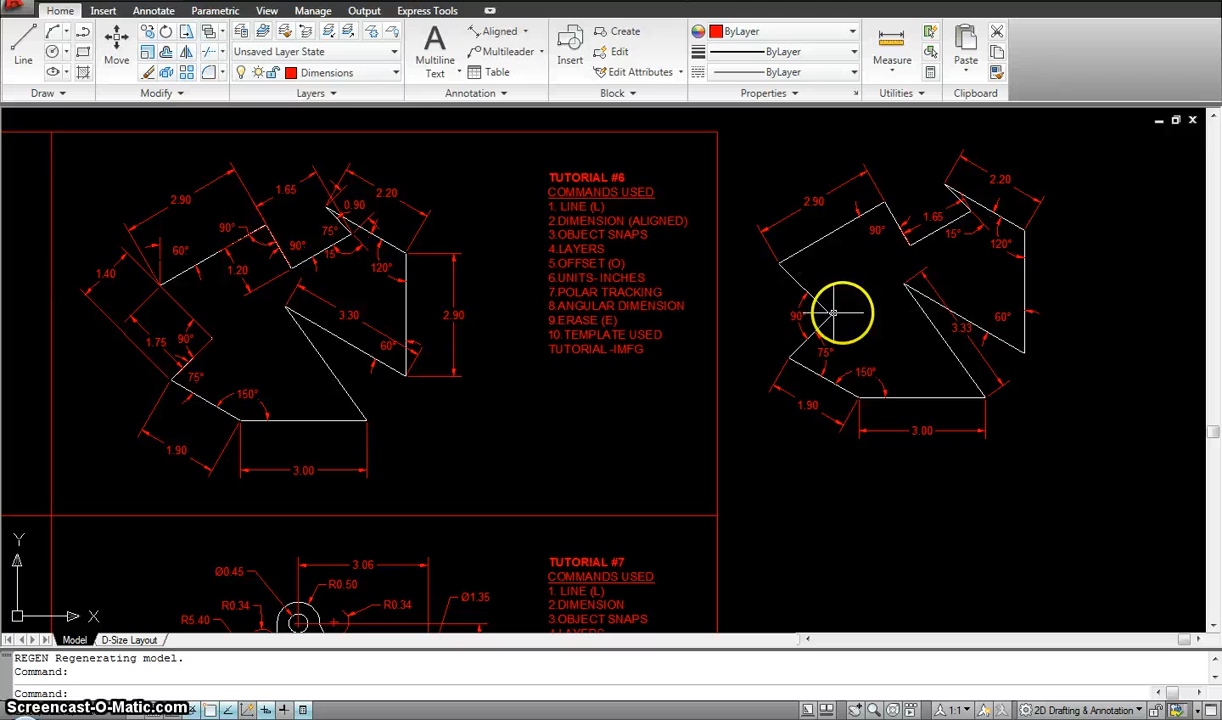 Home Insert Annotate Parametric View Manage Output Express Tools
Line
Move
Unsaved Layer State
Dimensions
Multiline
Text
Aligned
Multileader
Table
Insert
Create
Edit
Edit Attributes
ByLayer
ByLayer
ByLayer
Measure
Paste
Draw Modify Layers Annotation Block Properties Utilities Clipboard
2.90
1.65
2.20
0.90
90°
75°
60°
90°
15°
120°
1.20
1.40
3.30
2.90
1.75
90°
60°
75°
150°
1.90
3.00
TUTORIAL #6
COMMANDS USED
1. LINE (L)
2.DIMENSION (ALIGNED)
3.OBJECT SNAPS
4.LAYERS
5.OFFSET (O)
6.UNITS- INCHES
7.POLAR TRACKING
8.ANGULAR DIMENSION
9.ERASE (E)
10.TEMPLATE USED
TUTORIAL -IMFG
2.20
2.90
1.65
90°
15°
120°
90°
60°
3.33
75°
150°
1.90
3.00
Ø0.45
3.06
R0.50
R0.34
R0.34
Ø1.35
R5.40
TUTORIAL #7
COMMANDS USED
1. LINE (L)
2.DIMENSION
3.OBJECT SNAPS
4.LAYERS
Y
X
Model D-Size Layout
REGEN Regenerating model.
Command:
Command:
Screencast-O-Matic.com
1:1
2D Drafting & Annotation